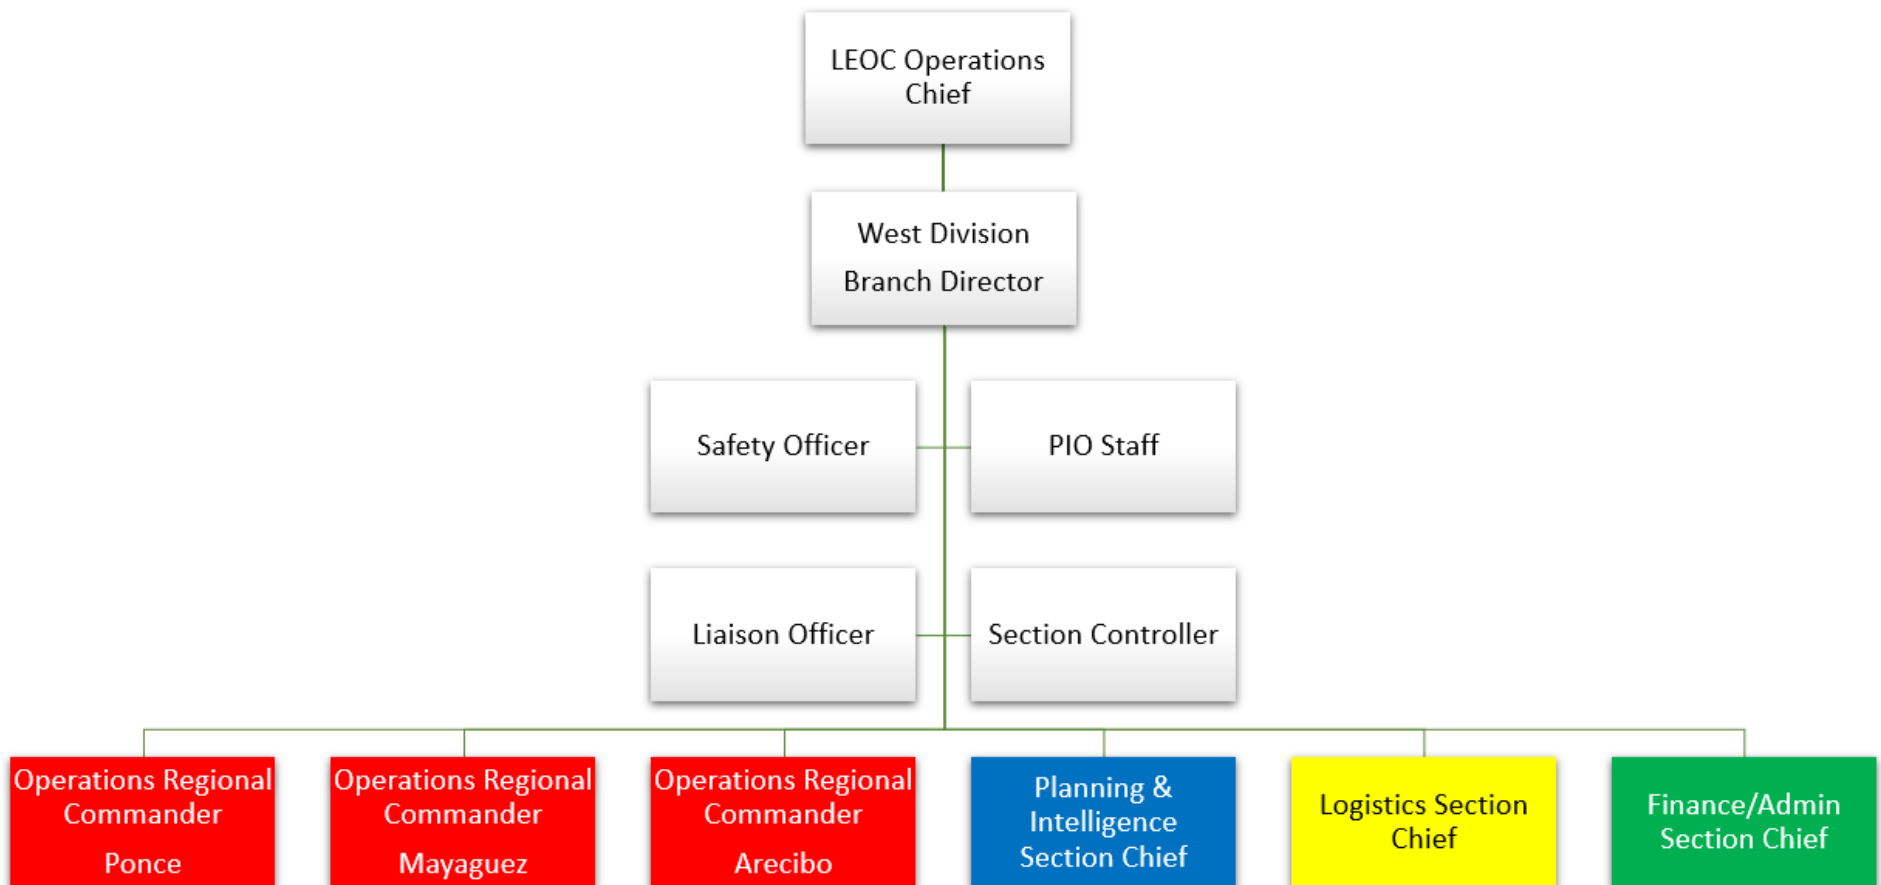 LEOC Operations
Chief
West Division
Branch Director
Safety Officer
PIO Staff
Liaison Officer
Section Controller
Operations Regional
Commander
Ponce
Operations Regional
Commander
Mayaguez
Operations Regional
Commander
Arecibo
Planning &
Intelligence
Section Chief
Logistics Section
Chief
Finance/Admin
Section Chief